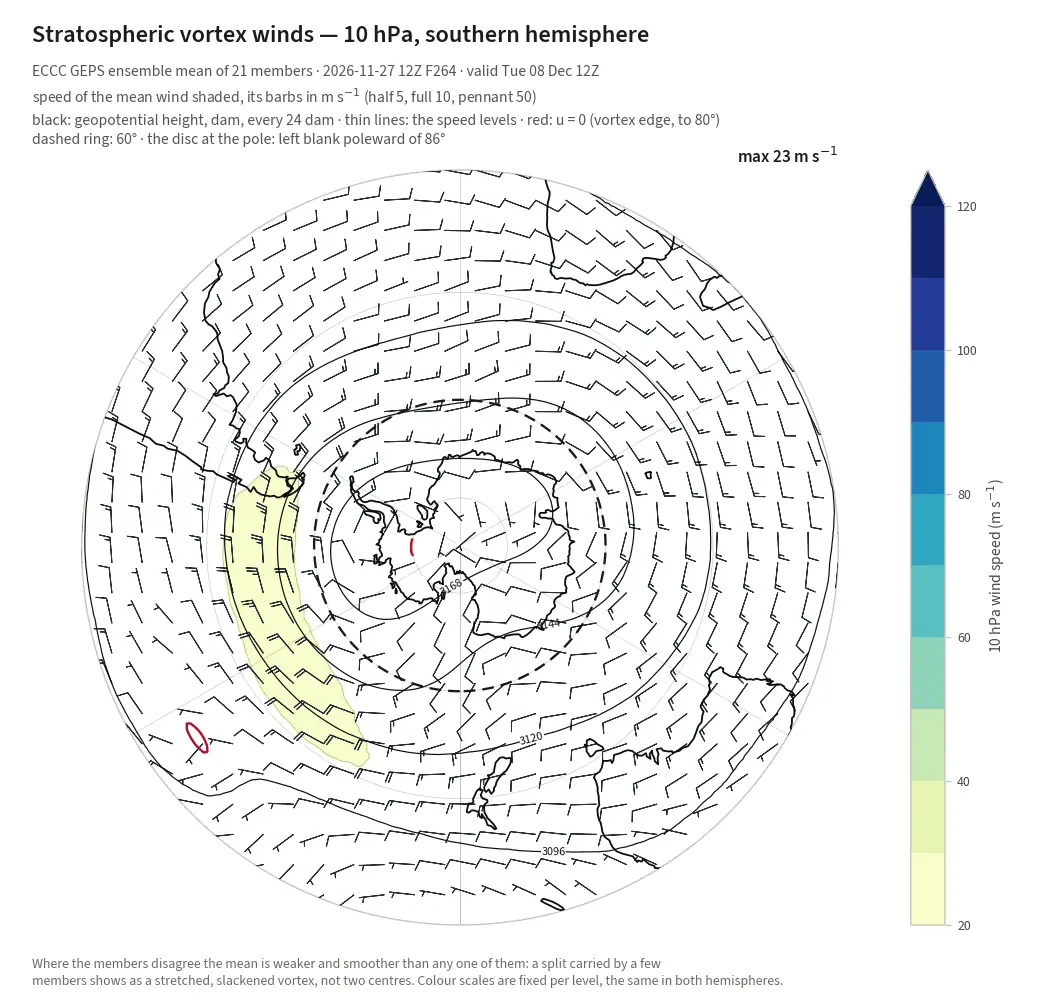 Stratospheric vortex winds — 10 hPa, southern hemisphere
ECCC GEPS ensemble mean of 21 members · 2026-11-27 12Z F264 · valid Tue 08 Dec 12Z
speed of the mean wind shaded, its barbs in m s⁻¹ (half 5, full 10, pennant 50)
black: geopotential height, dam, every 24 dam · thin lines: the speed levels · red: u = 0 (vortex edge, to 80°)
dashed ring: 60° · the disc at the pole: left blank poleward of 86°
max 23 m s⁻¹
120
100
80
60
40
20
10 hPa wind speed (m s⁻¹)
3168
3144
3120
3096
Where the members disagree the mean is weaker and smoother than any one of them: a split carried by a few
members shows as a stretched, slackened vortex, not two centres. Colour scales are fixed per level, the same in both hemispheres.